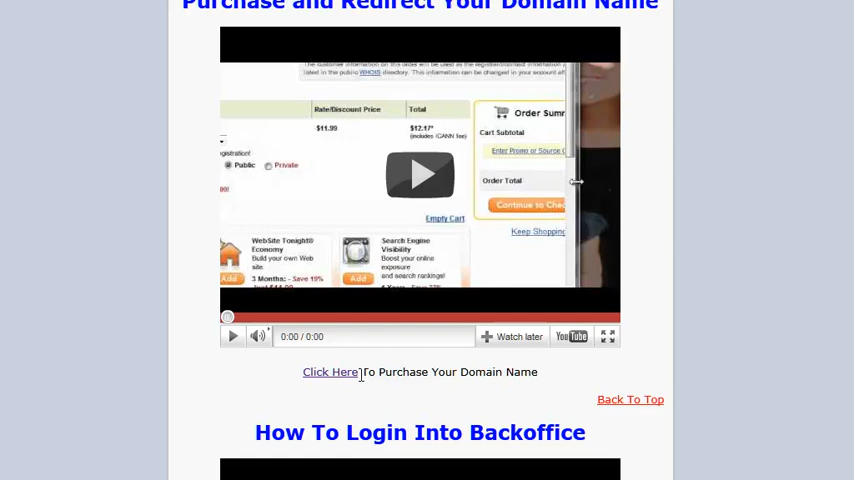 Purchase and Redirect Your Domain Name
The customer information on this order will be used as the registered/domain
listed in the public WHOIS directory. This information can be changed in your account
Rate/Discount Price
Total
$11.99
$12.17*
(includes ICANN fee)
Order Summ
Cart Subtotal
Enter Promo or Source C
gistration!
Public
Private
Order Total
Continue to Chec
Empty Cart
Keep Shopping
WebSite Tonight®
Economy
Build your own Web
site
3 Months: - Save 19%
Add
Search Engine
Visibility
Boost your online
exposure
and search rankings!
Add
0:00 / 0:00
Watch later
YouTube
Click Here To Purchase Your Domain Name
Back To Top
How To Login Into Backoffice